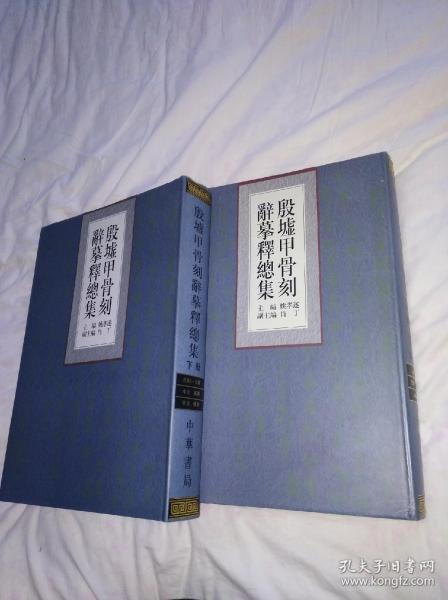 殷墟甲骨刻
辭摹釋總集
主編 姚孝遂
副主編 肖丁
殷墟甲骨刻辭摹釋總集
下冊
中華書局
殷墟甲骨刻
辭摹釋總集
主編 姚孝遂
副主編 肖丁
孔夫子旧书网
www.kongfz.com